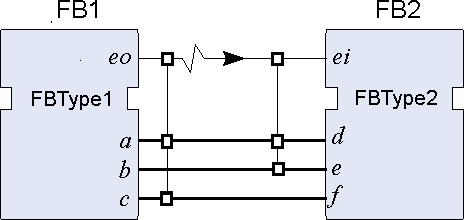 FB1 FB2
eo ei
FBType1 FBType2
a d
b e
c f